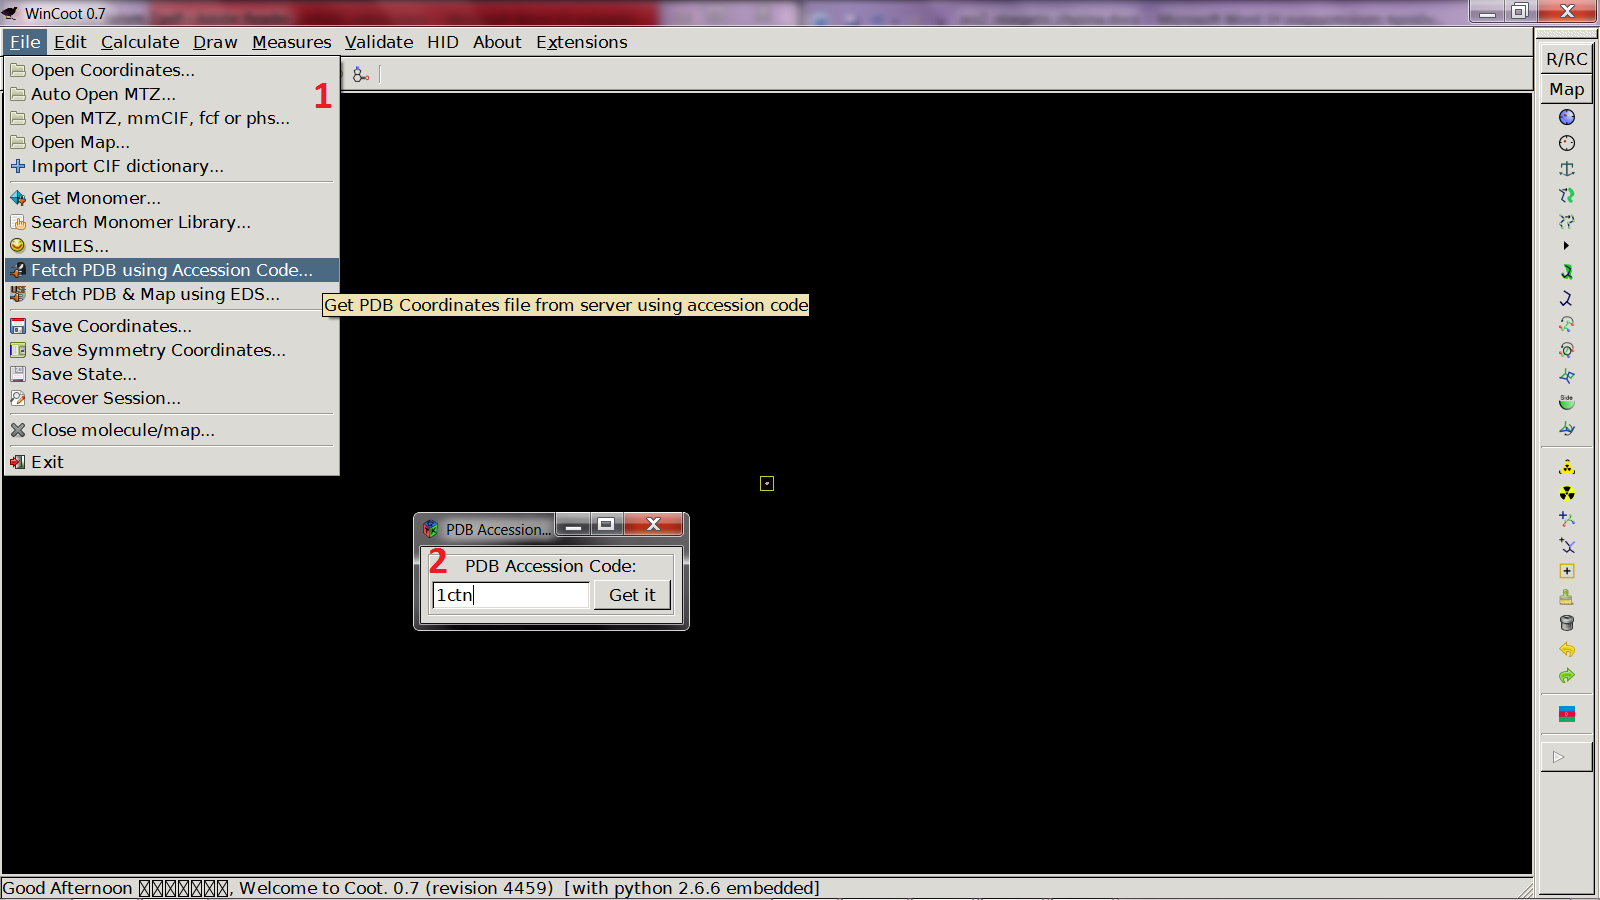 WinCoot 0.7
File Edit Calculate Draw Measures Validate HID About Extensions
Open Coordinates...
Auto Open MTZ...
1
Open MTZ, mmCIF, fcf or phs...
Open Map...
Import CIF dictionary...
Get Monomer...
Search Monomer Library...
SMILES...
Fetch PDB using Accession Code...
Fetch PDB & Map using EDS...
Get PDB Coordinates file from server using accession code
Save Coordinates...
Save Symmetry Coordinates...
Save State...
Recover Session...
Close molecule/map...
Exit
PDB Accession...
2
PDB Accession Code:
1ctn
Get it
R/RC
Map
Side
Good Afternoon , Welcome to Coot. 0.7 (revision 4459) [with python 2.6.6 embedded]